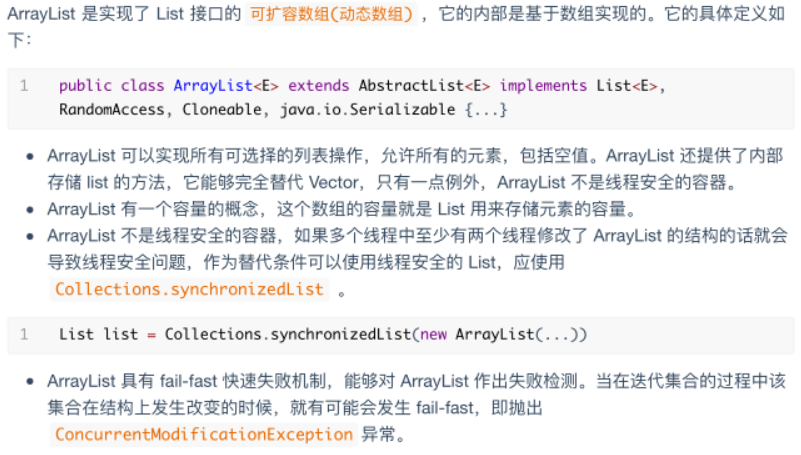 ArrayList 是实现了 List 接口的 可扩容数组(动态数组) ，它的内部是基于数组实现的。它的具体定义如
下：
1 public class ArrayList<E> extends AbstractList<E> implements List<E>,
RandomAccess, Cloneable, java.io.Serializable {...}
• ArrayList 可以实现所有可选择的列表操作，允许所有的元素，包括空值。ArrayList 还提供了内部
存储 list 的方法，它能够完全替代 Vector，只有一点例外，ArrayList 不是线程安全的容器。
• ArrayList 有一个容量的概念，这个数组的容量就是 List 用来存储元素的容量。
• ArrayList 不是线程安全的容器，如果多个线程中至少有两个线程修改了 ArrayList 的结构的话就会
导致线程安全问题，作为替代条件可以使用线程安全的 List，应使用
Collections.synchronizedList 。
1 List list = Collections.synchronizedList(new ArrayList(...))
• ArrayList 具有 fail-fast 快速失败机制，能够对 ArrayList 作出失败检测。当在迭代集合的过程中该
集合在结构上发生改变的时候，就有可能会发生 fail-fast，即抛出
ConcurrentModificationException 异常。